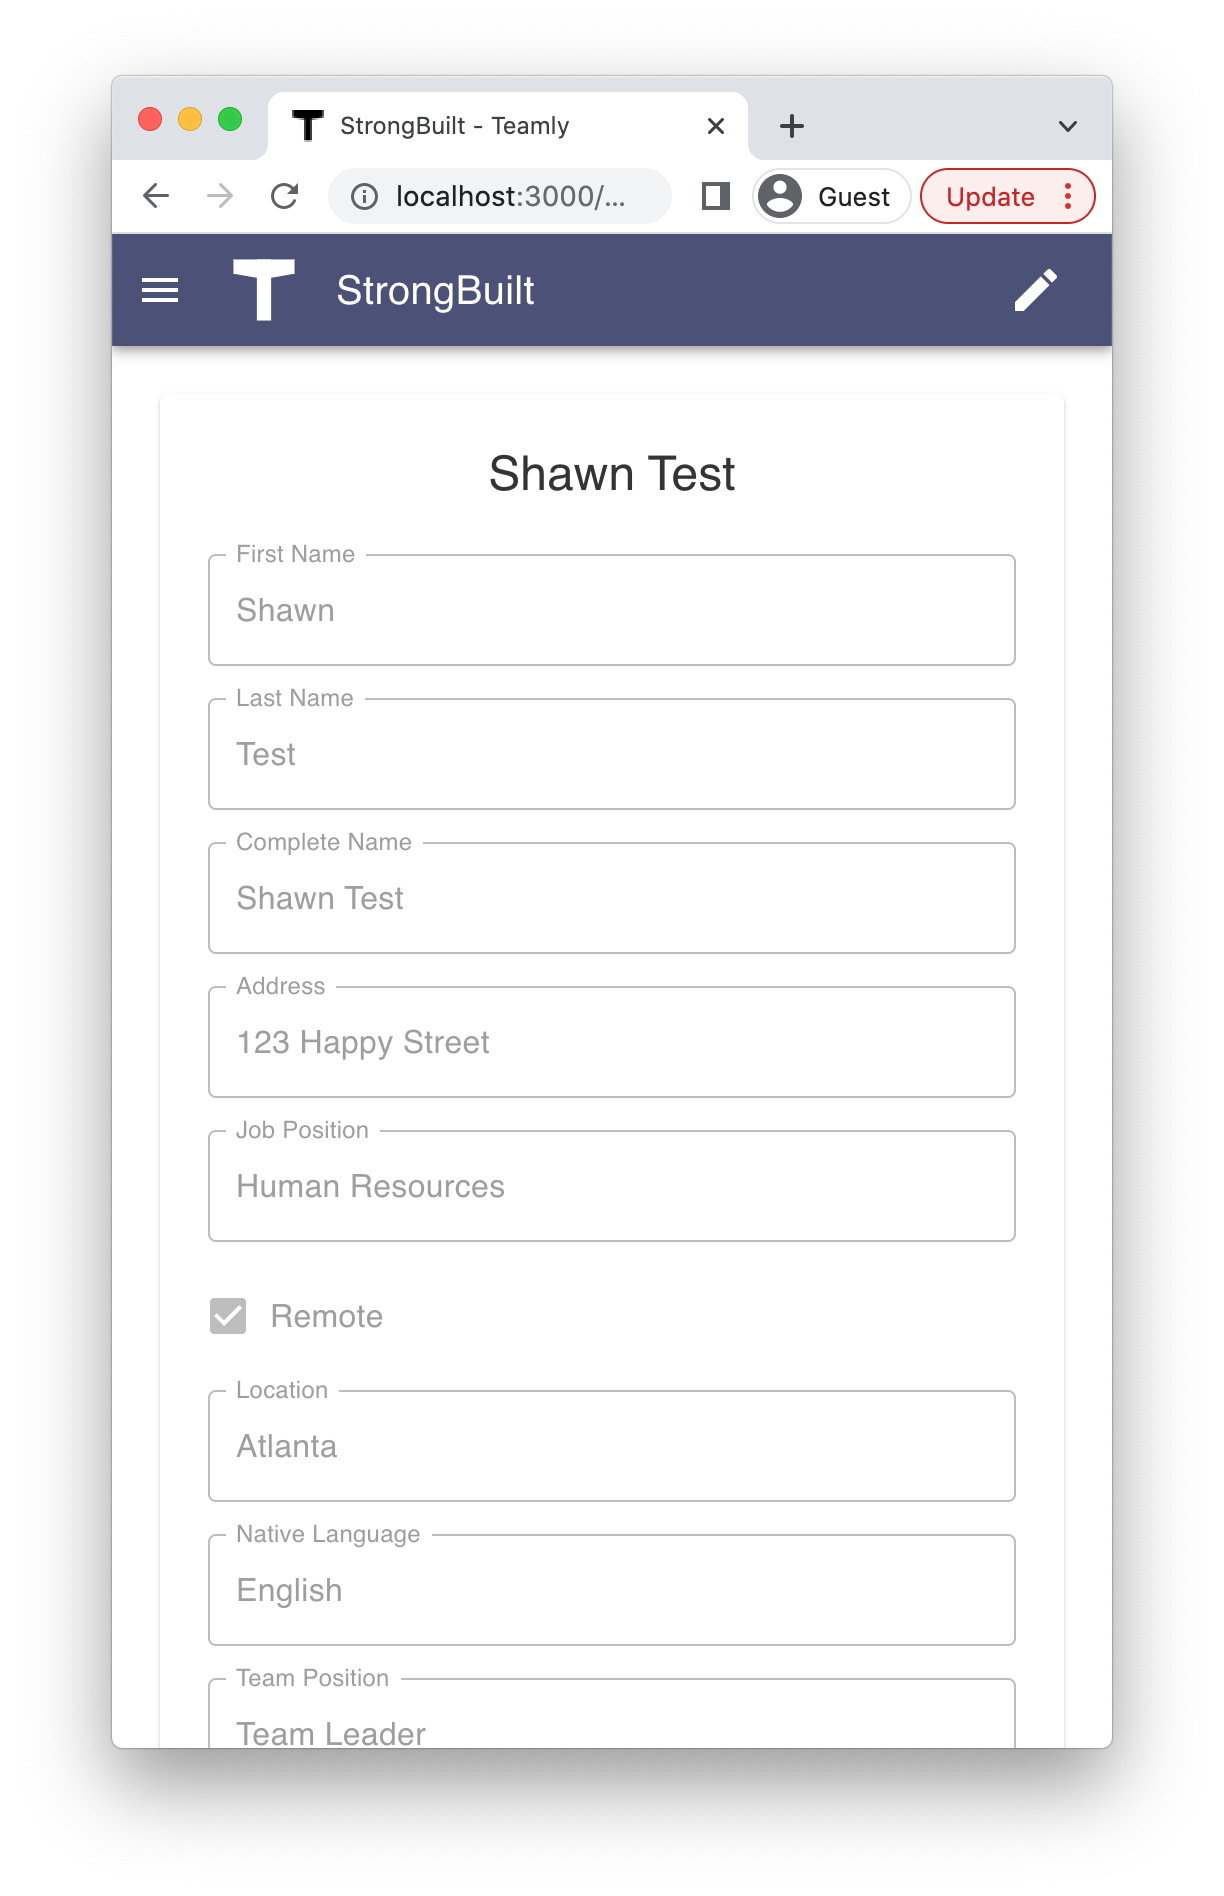 StrongBuilt - Teamly
localhost:3000/...
Guest
Update
StrongBuilt
Shawn Test
First Name
Shawn
Last Name
Test
Complete Name
Shawn Test
Address
123 Happy Street
Job Position
Human Resources
Remote
Location
Atlanta
Native Language
English
Team Position
Team Leader